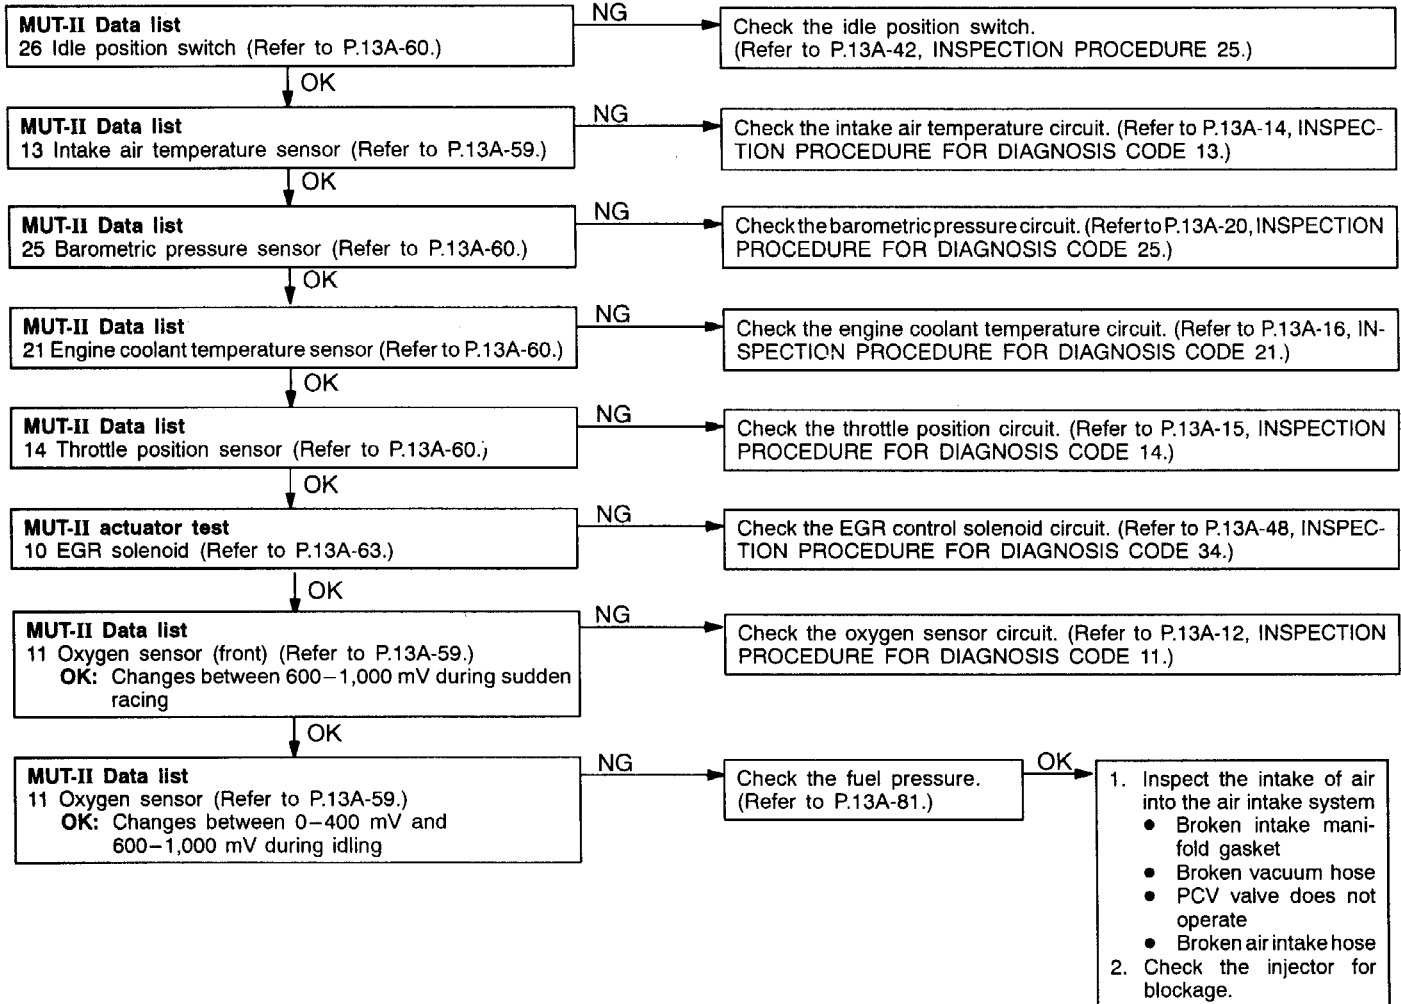 MUT-II Data list
26 Idle position switch (Refer to P.13A-60.)
NG
Check the idle position switch.
(Refer to P.13A-42, INSPECTION PROCEDURE 25.)
OK
MUT-II Data list
13 Intake air temperature sensor (Refer to P.13A-59.)
NG
Check the intake air temperature circuit. (Refer to P.13A-14, INSPEC-
TION PROCEDURE FOR DIAGNOSIS CODE 13.)
OK
MUT-II Data list
25 Barometric pressure sensor (Refer to P.13A-60.)
NG
Check the barometric pressure circuit. (Refer to P.13A-20, INSPECTION
PROCEDURE FOR DIAGNOSIS CODE 25.)
OK
MUT-II Data list
21 Engine coolant temperature sensor (Refer to P.13A-60.)
NG
Check the engine coolant temperature circuit. (Refer to P.13A-16, IN-
SPECTION PROCEDURE FOR DIAGNOSIS CODE 21.)
OK
MUT-II Data list
14 Throttle position sensor (Refer to P.13A-60.)
NG
Check the throttle position circuit. (Refer to P.13A-15, INSPECTION
PROCEDURE FOR DIAGNOSIS CODE 14.)
OK
MUT-II actuator test
10 EGR solenoid (Refer to P.13A-63.)
NG
Check the EGR control solenoid circuit. (Refer to P.13A-48, INSPEC-
TION PROCEDURE FOR DIAGNOSIS CODE 34.)
OK
MUT-II Data list
11 Oxygen sensor (front) (Refer to P.13A-59.)
OK: Changes between 600–1,000 mV during sudden
racing
NG
Check the oxygen sensor circuit. (Refer to P.13A-12, INSPECTION
PROCEDURE FOR DIAGNOSIS CODE 11.)
OK
MUT-II Data list
11 Oxygen sensor (Refer to P.13A-59.)
OK: Changes between 0–400 mV and
600–1,000 mV during idling
NG
Check the fuel pressure.
(Refer to P.13A-81.)
OK
1. Inspect the intake of air
into the air intake system
● Broken intake mani-
fold gasket
● Broken vacuum hose
● PCV valve does not
operate
● Broken air intake hose
2. Check the injector for
blockage.